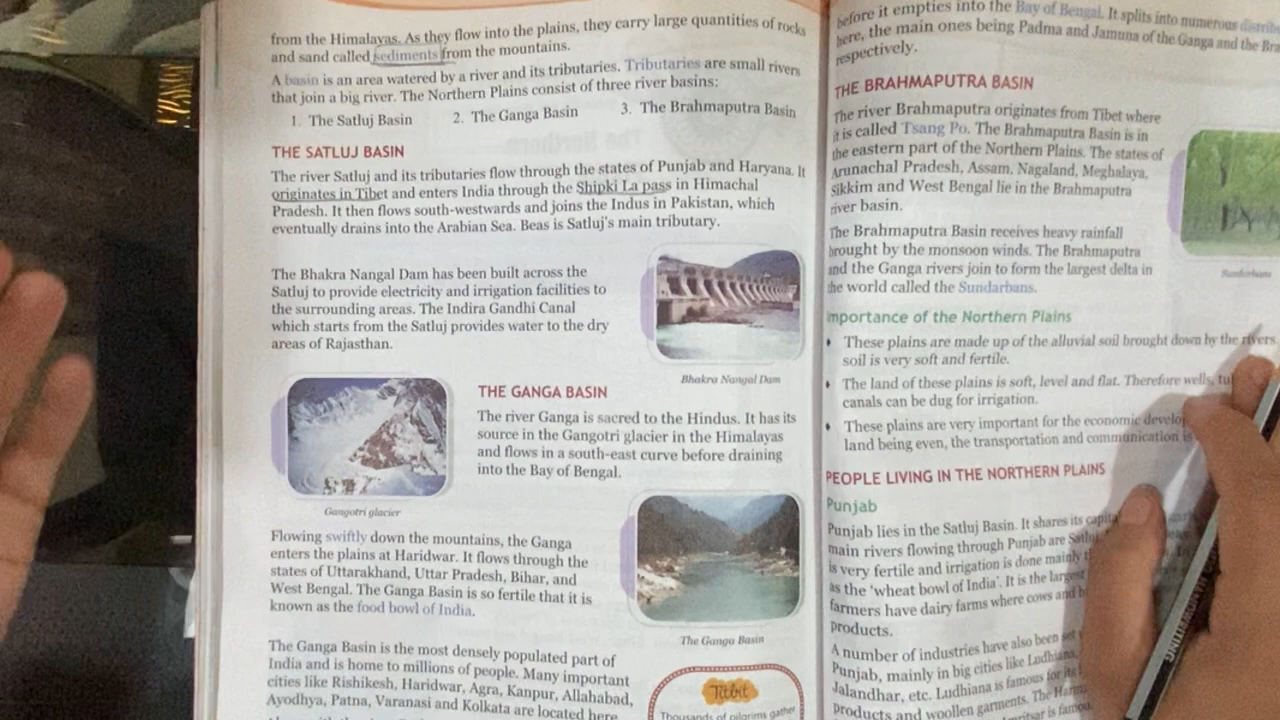 from the Himalayas. As they flow into the plains, they carry large quantities of rocks
and sand called sediments from the mountains.
A basin is an area watered by a river and its tributaries. Tributaries are small rivers
that join a big river. The Northern Plains consist of three river basins:
1. The Satluj Basin 2. The Ganga Basin 3. The Brahmaputra Basin
THE SATLUJ BASIN
The river Satluj and its tributaries flow through the states of Punjab and Haryana. It
originates in Tibet and enters India through the Shipki La pass in Himachal
Pradesh. It then flows south-westwards and joins the Indus in Pakistan, which
eventually drains into the Arabian Sea. Beas is Satluj's main tributary.
The Bhakra Nangal Dam has been built across the
Satluj to provide electricity and irrigation facilities to
the surrounding areas. The Indira Gandhi Canal
which starts from the Satluj provides water to the dry
areas of Rajasthan.
Bhakra Nangal Dam
THE GANGA BASIN
The river Ganga is sacred to the Hindus. It has its
source in the Gangotri glacier in the Himalayas
and flows in a south-east curve before draining
into the Bay of Bengal.
Gangotri glacier
Flowing swiftly down the mountains, the Ganga
enters the plains at Haridwar. It flows through the
states of Uttarakhand, Uttar Pradesh, Bihar, and
West Bengal. The Ganga Basin is so fertile that it is
known as the food bowl of India.
The Ganga Basin
The Ganga Basin is the most densely populated part of
India and is home to millions of people. Many important
cities like Rishikesh, Haridwar, Agra, Kanpur, Allahabad,
Ayodhya, Patna, Varanasi and Kolkata are located here.
Tidbit
Thousands of pilgrims gather
before it empties into the Bay of Bengal. It splits into numerous
here, the main ones being Padma and Jamuna of the Ganga and the
respectively.
THE BRAHMAPUTRA BASIN
The river Brahmaputra originates from Tibet where
it is called Tsang Po. The Brahmaputra Basin is in
the eastern part of the Northern Plains. The states of
Arunachal Pradesh, Assam, Nagaland, Meghalaya,
Sikkim and West Bengal lie in the Brahmaputra
river basin.
The Brahmaputra Basin receives heavy rainfall
brought by the monsoon winds. The Brahmaputra
and the Ganga rivers join to form the largest delta in
the world called the Sundarbans.
Sundarbans
Importance of the Northern Plains
• These plains are made up of the alluvial soil brought down by the rivers.
soil is very soft and fertile.
• The land of these plains is soft, level and flat. Therefore wells,
canals can be dug for irrigation.
• These plains are very important for the economic
land being even, the transportation and communication is
PEOPLE LIVING IN THE NORTHERN PLAINS
Punjab
Punjab lies in the Satluj Basin. It shares its
main rivers flowing through Punjab are
is very fertile and irrigation is done mainly
as the 'wheat bowl of India'. It is the largest
farmers have dairy farms where cows and
products.
A number of industries have also been set
Punjab, mainly in big cities like Ludhiana,
Jalandhar, etc. Ludhiana is famous for its
products and woollen garments. The
is famous